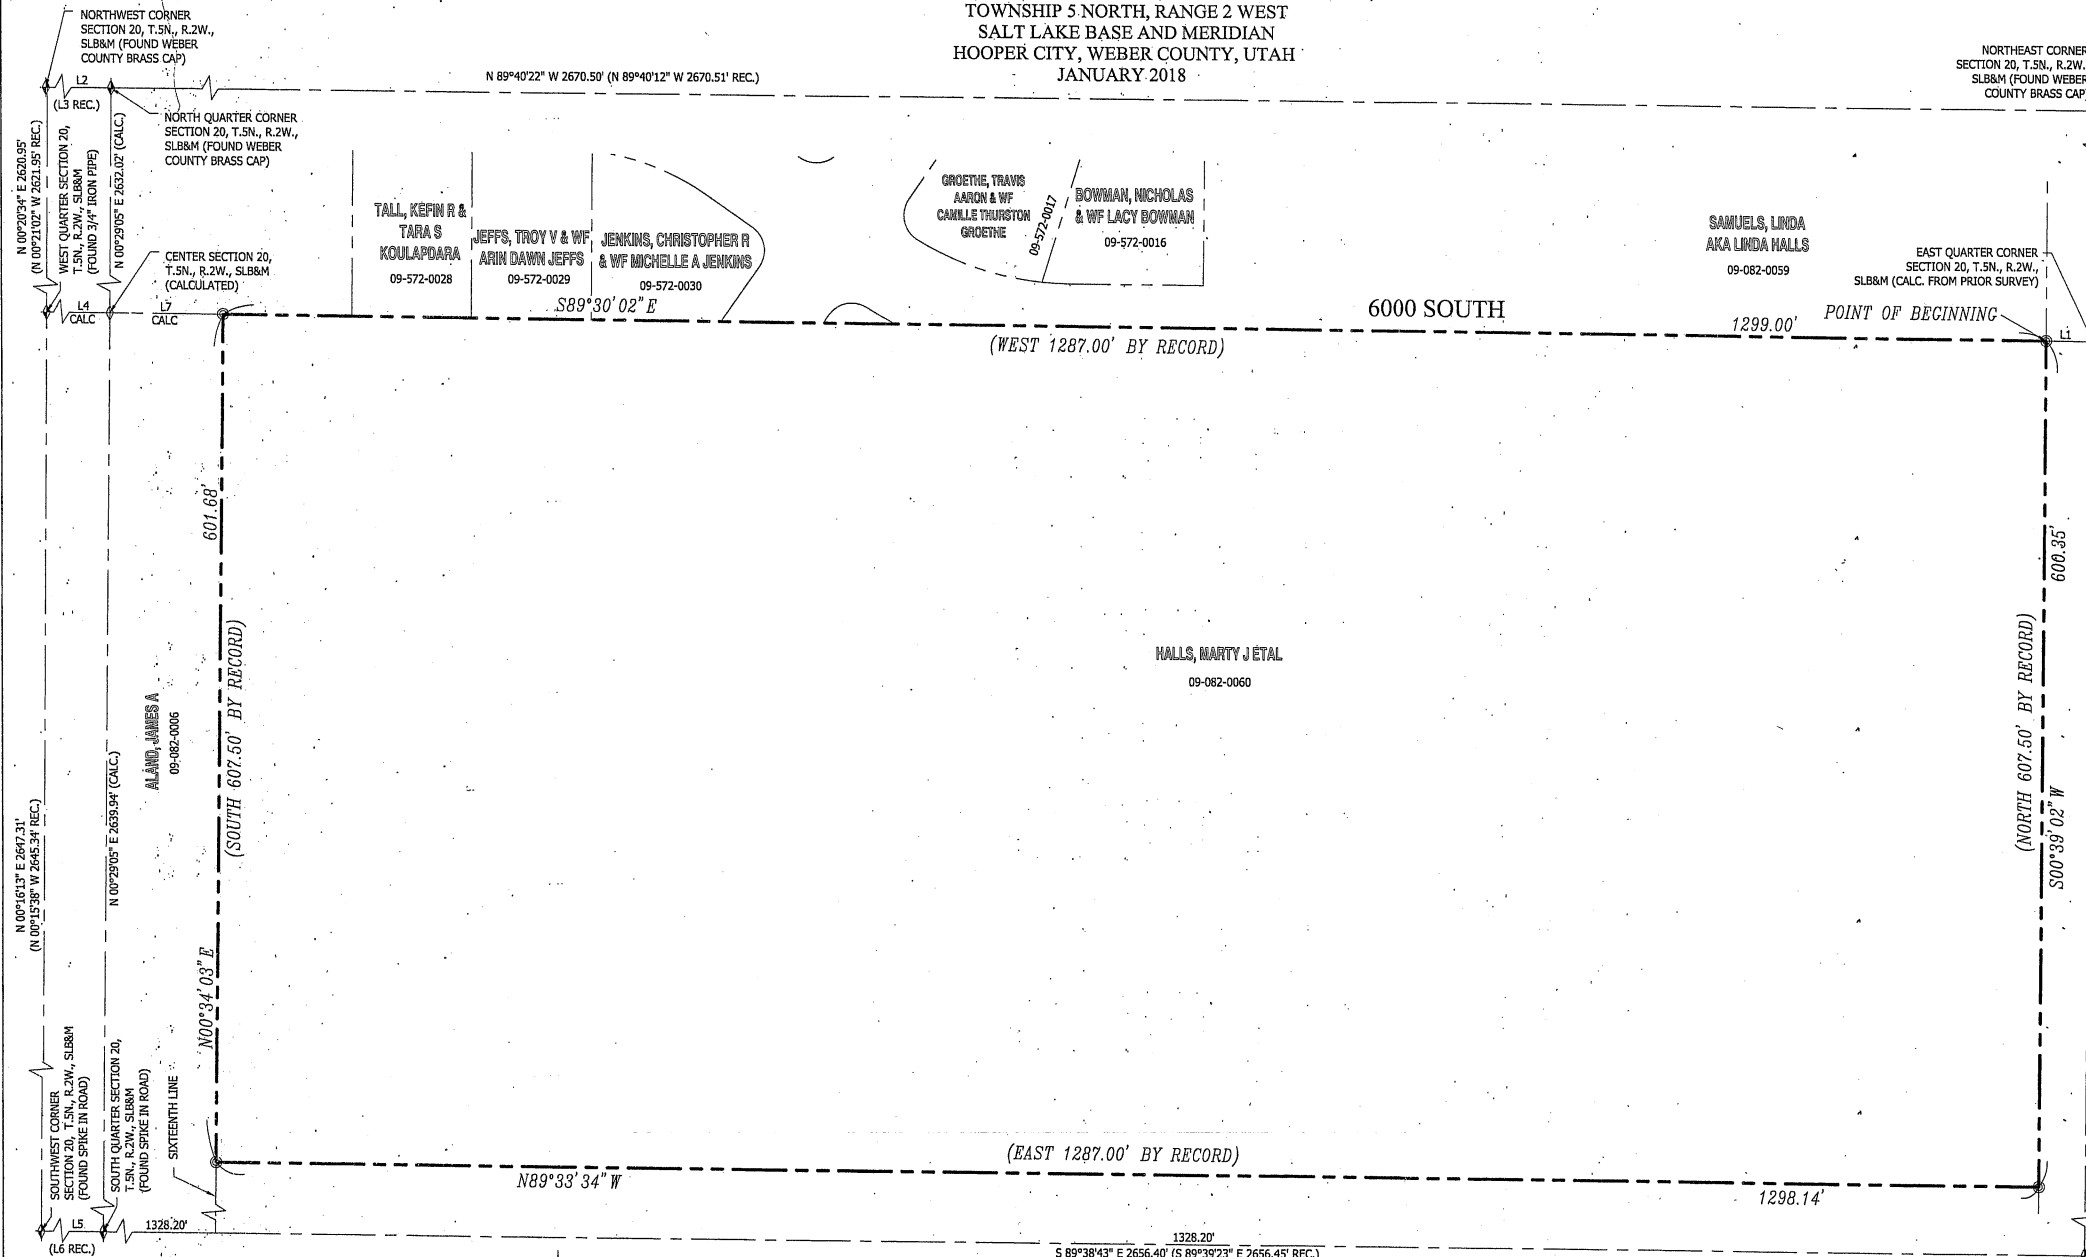 TOWNSHIP 5 NORTH, RANGE 2 WEST
SALT LAKE BASE AND MERIDIAN
HOOPER CITY, WEBER COUNTY, UTAH
JANUARY 2018
NORTHWEST CORNER
SECTION 20, T.5N., R.2W.,
SLB&M (FOUND WEBER
COUNTY BRASS CAP)
NORTHEAST CORNER
SECTION 20, T.5N., R.2W.
SLB&M (FOUND WEBER
COUNTY BRASS CAP
L2
(L3 REC.)
N 89°40'22" W 2670.50' (N 89°40'12" W 2670.51' REC.)
NORTH QUARTER CORNER
SECTION 20, T.5N., R.2W.,
SLB&M (FOUND WEBER
COUNTY BRASS CAP)
N 00°20'34" E 2620.95'
(N 00°21'02" W 2621.95' REC.)
WEST QUARTER SECTION 20,
T.5N., R.2W., SLB&M
(FOUND 3/4" IRON PIPE)
N 00°29'05" E 2632.02' (CALC.)
CENTER SECTION 20,
T.5N., R.2W., SLB&M
(CALCULATED)
L4
CALC
L7
CALC
TALL, KEFIN R &
TARA S
KOULAPDARA
09-572-0028
JEFFS, TROY V & WF
ARIN DAWN JEFFS
09-572-0029
JENKINS, CHRISTOPHER R
& WF MICHELLE A JENKINS
09-572-0030
GROETHE, TRAVIS
AARON & WF
CAMILLE THURSTON
GROETHE
09-572-0017
BOWMAN, NICHOLAS
& WF LACY BOWMAN
09-572-0016
SAMUELS, LINDA
AKA LINDA HALLS
09-082-0059
EAST QUARTER CORNER
SECTION 20, T.5N., R.2W.,
SLB&M (CALC. FROM PRIOR SURVEY)
S89°30'02"E
6000 SOUTH
1299.00'
POINT OF BEGINNING
L1
(WEST 1287.00' BY RECORD)
601.68'
(SOUTH 607.50' BY RECORD)
N00°34'03"E
600.35'
(NORTH 607.50' BY RECORD)
S00°39'02"W
HALLS, MARTY J ETAL
09-082-0060
ALAND, JAMES A
09-082-0006
N 00°29'05" E 2639.94' (CALC.)
N 00°16'13" E 2647.31'
(N 00°15'38" W 2645.34' REC.)
SOUTHWEST CORNER
SECTION 20, T.5N., R.2W., SLB&M
(FOUND SPIKE IN ROAD)
SOUTH QUARTER SECTION 20,
T.5N., R.2W., SLB&M
(FOUND SPIKE IN ROAD)
SIXTEENTH LINE
(EAST 1287.00' BY RECORD)
N89°33'34"W
1298.14'
L5
(L6 REC.)
1328.20'
1328.20'
S 89°38'43" E 2656.40' (S 89°39'23" E 2656.45' REC.)